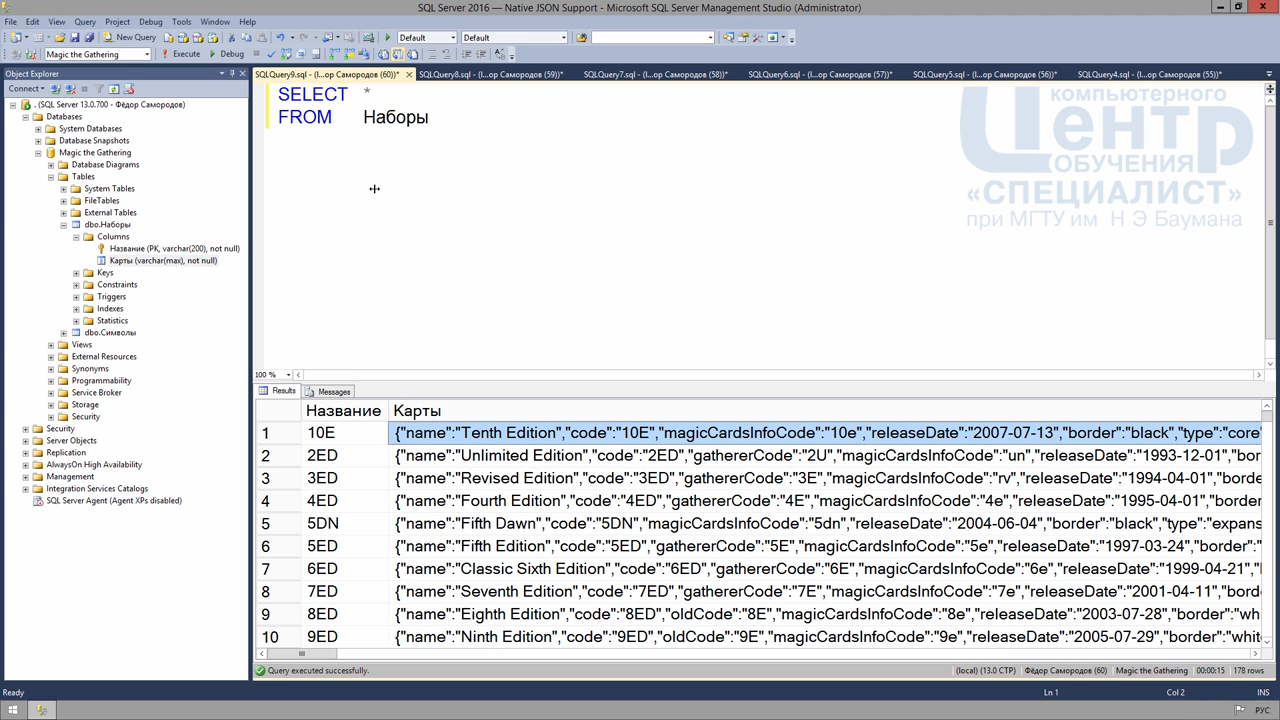 SQL Server 2016 — Native JSON Support - Microsoft SQL Server Management Studio (Administrator)
File Edit View Query Project Debug Tools Window Help
New Query Default Default
Magic the Gathering Execute Debug
Object Explorer
Connect
. (SQL Server 13.0.700 - Фёдор Самородов)
Databases
System Databases
Database Snapshots
Magic the Gathering
Database Diagrams
Tables
System Tables
FileTables
External Tables
dbo.Наборы
Columns
Название (PK, varchar(200), not null)
Карты (varchar(max), not null)
Keys
Constraints
Triggers
Indexes
Statistics
dbo.Символы
Views
External Resources
Synonyms
Programmability
Service Broker
Storage
Security
Security
Server Objects
Replication
AlwaysOn High Availability
Management
Integration Services Catalogs
SQL Server Agent (Agent XPs disabled)
SQLQuery9.sql - (l...ор Самородов (60))* SQLQuery8.sql - (l...ор Самородов (59))* SQLQuery7.sql - (l...ор Самородов (58))* SQLQuery6.sql - (l...ор Самородов (57))* SQLQuery5.sql - (l...ор Самородов (56))* SQLQuery4.sql - (l...ор Самородов (55))*
SELECT *
FROM Наборы
компьютерного
Центр
ОБУЧЕНИЯ
«СПЕЦИАЛИСТ»
при МГТУ им Н Э Баумана
100 %
Results Messages
Название Карты
1 10E {"name":"Tenth Edition","code":"10E","magicCardsInfoCode":"10e","releaseDate":"2007-07-13","border":"black","type":"core"
2 2ED {"name":"Unlimited Edition","code":"2ED","gathererCode":"2U","magicCardsInfoCode":"un","releaseDate":"1993-12-01","bor
3 3ED {"name":"Revised Edition","code":"3ED","gathererCode":"3E","magicCardsInfoCode":"rv","releaseDate":"1994-04-01","borde
4 4ED {"name":"Fourth Edition","code":"4ED","gathererCode":"4E","magicCardsInfoCode":"4e","releaseDate":"1995-04-01","borde
5 5DN {"name":"Fifth Dawn","code":"5DN","magicCardsInfoCode":"5dn","releaseDate":"2004-06-04","border":"black","type":"expans
6 5ED {"name":"Fifth Edition","code":"5ED","gathererCode":"5E","magicCardsInfoCode":"5e","releaseDate":"1997-03-24","border":"
7 6ED {"name":"Classic Sixth Edition","code":"6ED","gathererCode":"6E","magicCardsInfoCode":"6e","releaseDate":"1999-04-21","
8 7ED {"name":"Seventh Edition","code":"7ED","gathererCode":"7E","magicCardsInfoCode":"7e","releaseDate":"2001-04-11","borde
9 8ED {"name":"Eighth Edition","code":"8ED","oldCode":"8E","magicCardsInfoCode":"8e","releaseDate":"2003-07-28","border":"whi
10 9ED {"name":"Ninth Edition","code":"9ED","oldCode":"9E","magicCardsInfoCode":"9e","releaseDate":"2005-07-29","border":"white
Query executed successfully. (local) (13.0 CTP) Фёдор Самородов (60) Magic the Gathering 00:00:15 178 rows
Ready Ln 1 Col 2 INS
РУС